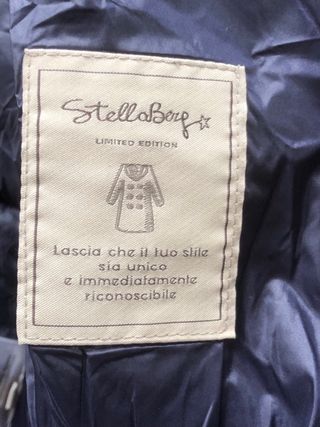 StellaBerg
LIMITED EDITION
Lascia che il tuo stile
sia unico
e immediatamente
riconoscibile